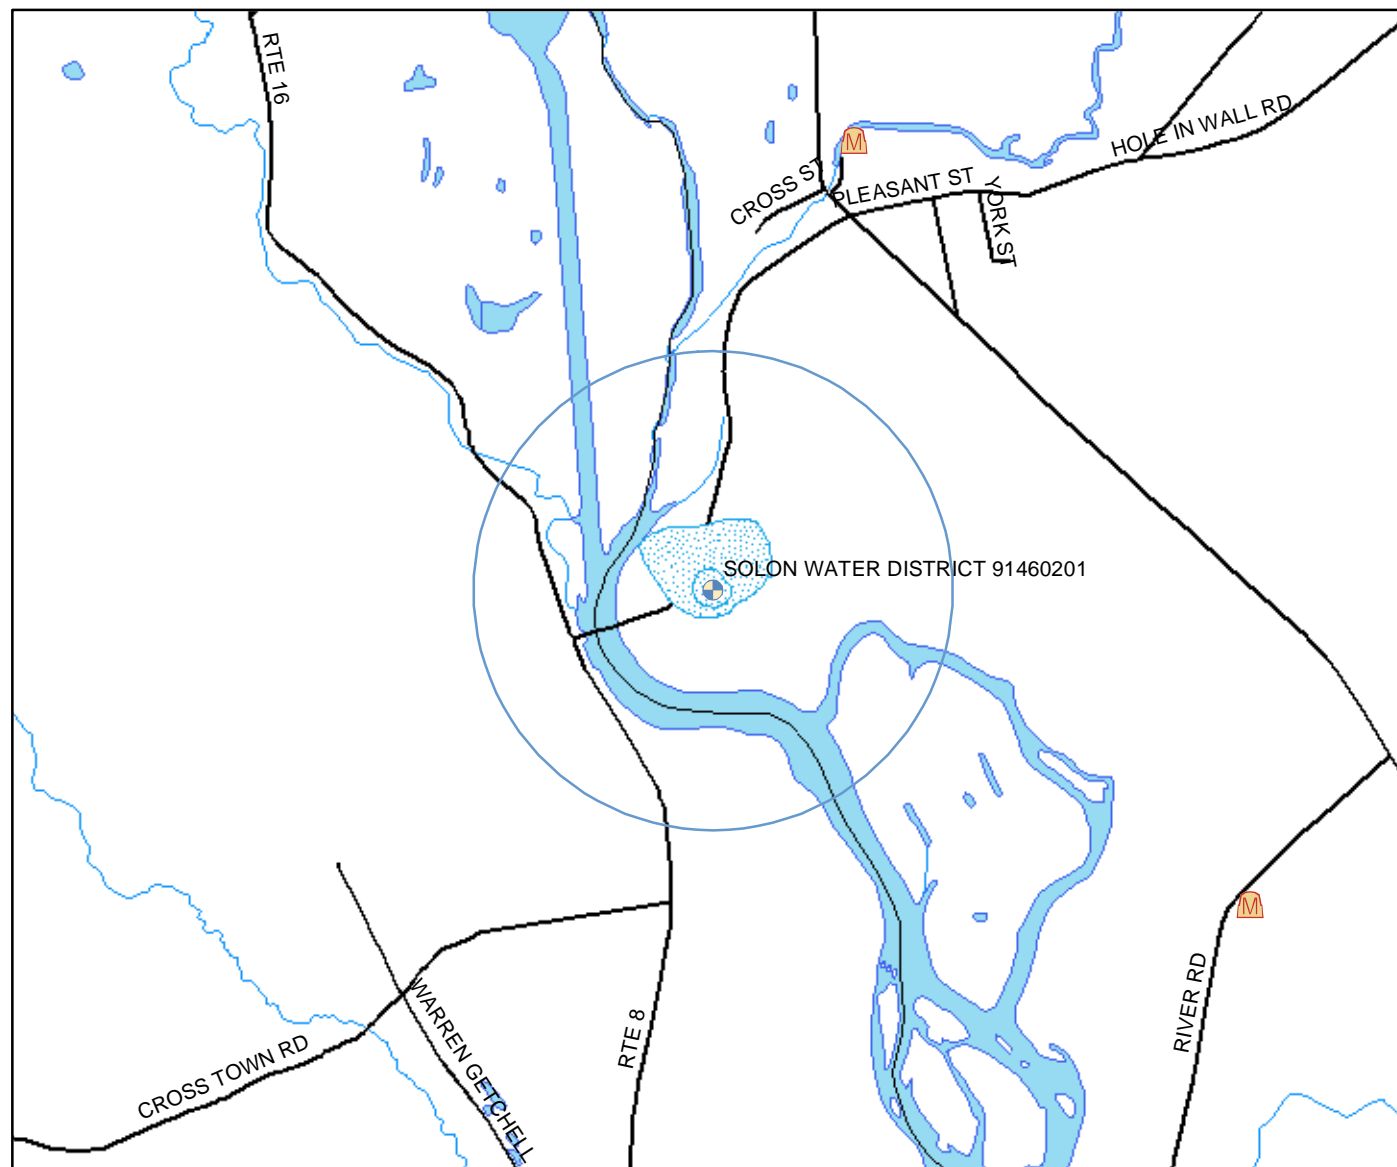 RTE 16
HOLE IN WALL RD
CROSS ST
PLEASANT ST
YORK ST
M
SOLON WATER DISTRICT 91460201
M
WARREN GETCHELL
RTE 8
RIVER RD
CROSS TOWN RD